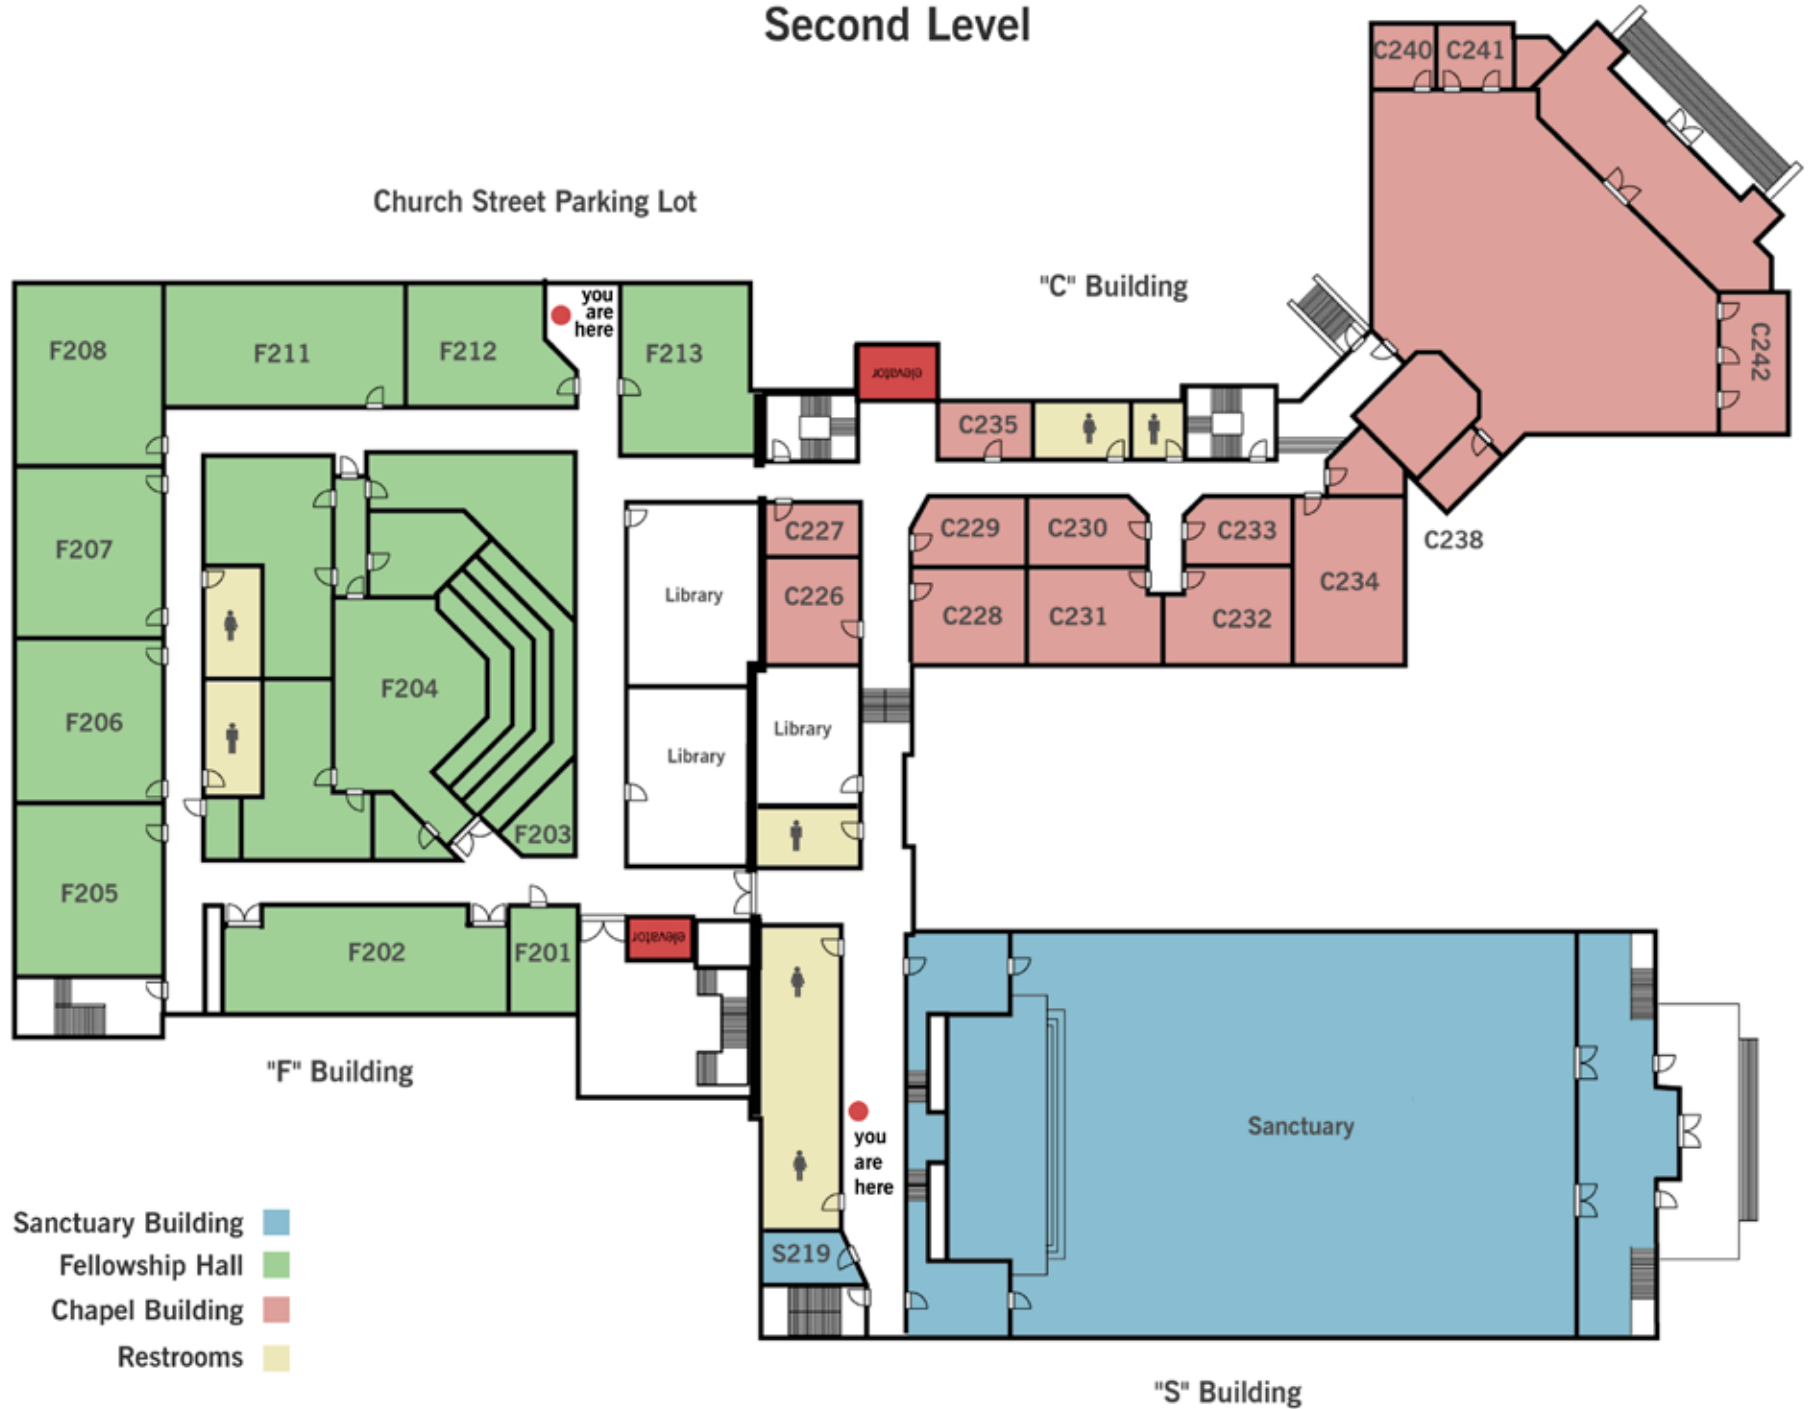 Second Level
C240
C241
Church Street Parking Lot
"C" Building
you
are
here
F208
F211
F212
F213
C242
elevator
C235
C227
C229
C230
C233
C238
F207
Library
C226
C228
C231
C232
C234
F204
F206
Library
Library
F203
F205
F202
F201
elevator
"F" Building
you
are
here
Sanctuary
Sanctuary Building
Fellowship Hall
Chapel Building
Restrooms
S219
"S" Building